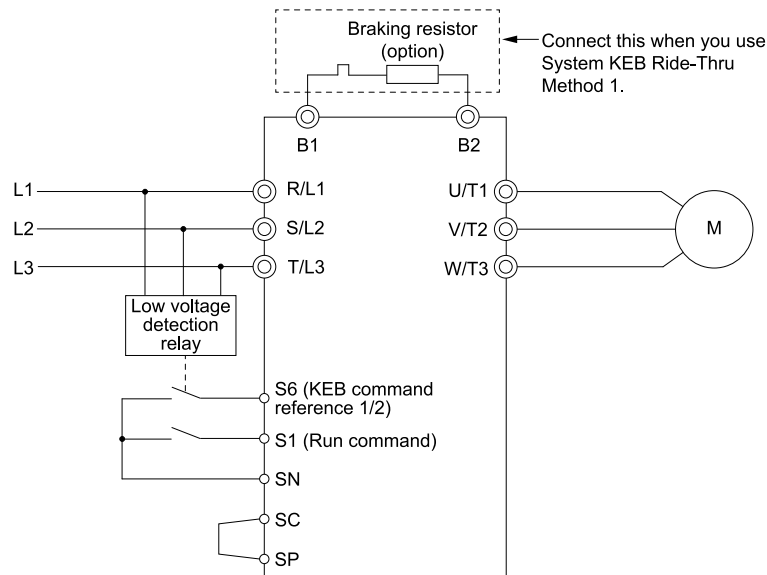 Braking resistor
(option)
Connect this when you use
System KEB Ride-Thru
Method 1.
B1
B2
L1
R/L1
U/T1
L2
S/L2
V/T2
M
L3
T/L3
W/T3
Low voltage
detection
relay
S6 (KEB command
reference 1/2)
S1 (Run command)
SN
SC
SP